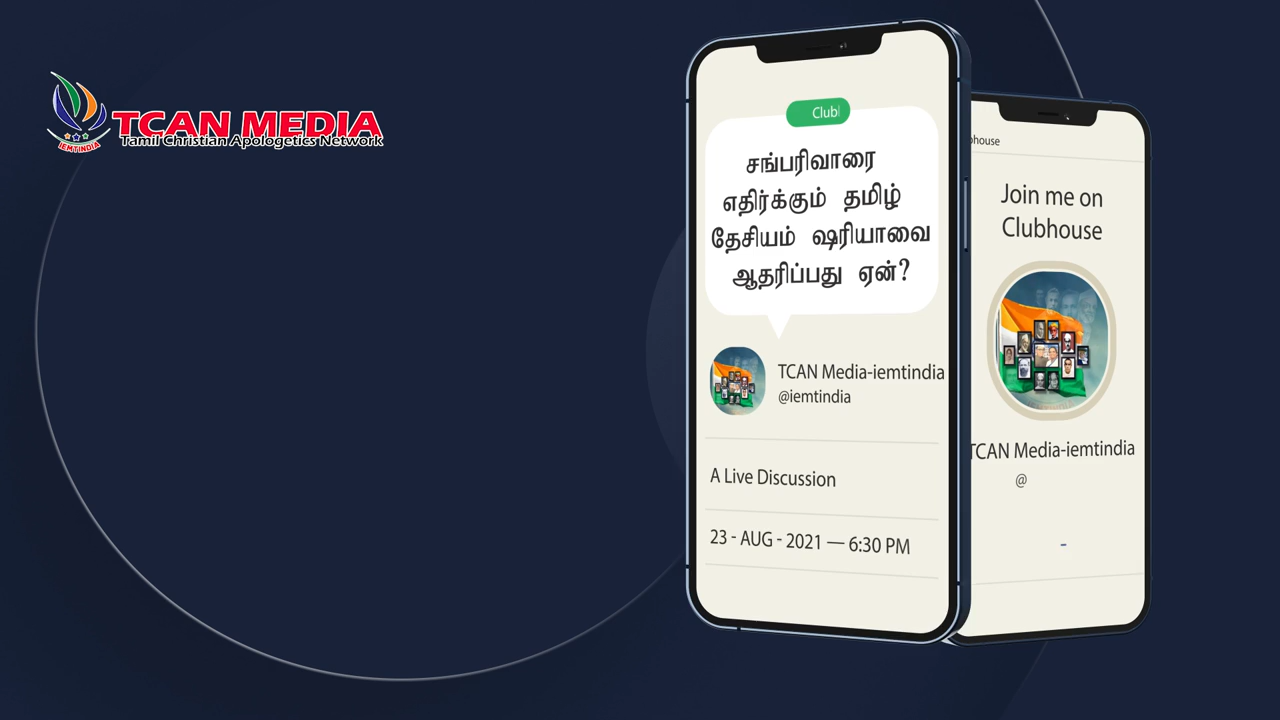 TCAN MEDIA
Tamil Christian Apologetics Network
IEMTINDIA
Club
சங்பரிவாரை
எதிர்க்கும் தமிழ்
தேசியம் ஷரியாவை
ஆதரிப்பது ஏன்?
TCAN Media-iemtindia
@iemtindia
A Live Discussion
23 - AUG - 2021 — 6:30 PM
bhouse
Join me on
Clubhouse
TCAN Media-iemtindia
@
-